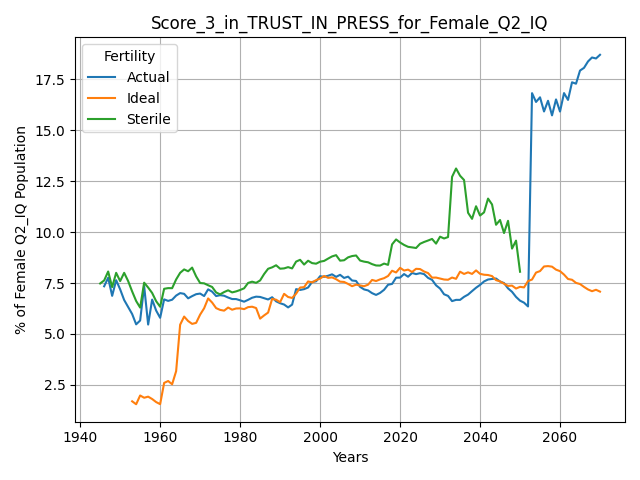 Score_3_in_TRUST_IN_PRESS_for_Female_Q2_IQ
Fertility
Actual
Ideal
Sterile
% of Female Q2_IQ Population
17.5
15.0
12.5
10.0
7.5
5.0
2.5
1940
1960
1980
2000
2020
2040
2060
Years